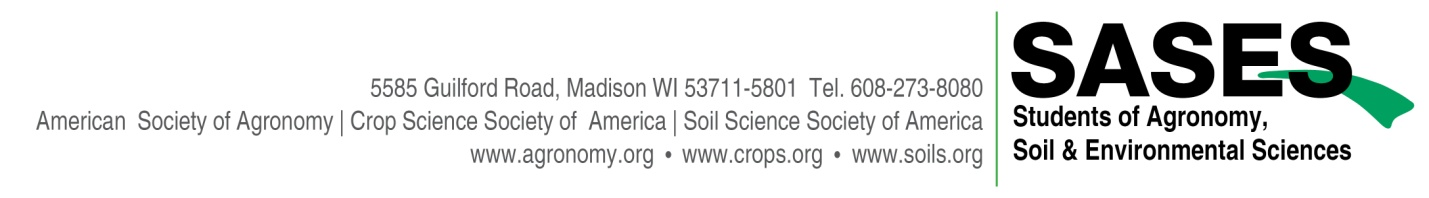 5585 Guilford Road, Madison WI 53711-5801 Tel. 608-273-8080
American Society of Agronomy | Crop Science Society of America | Soil Science Society of America
www.agronomy.org • www.crops.org • www.soils.org
SASES
Students of Agronomy,
Soil & Environmental Sciences